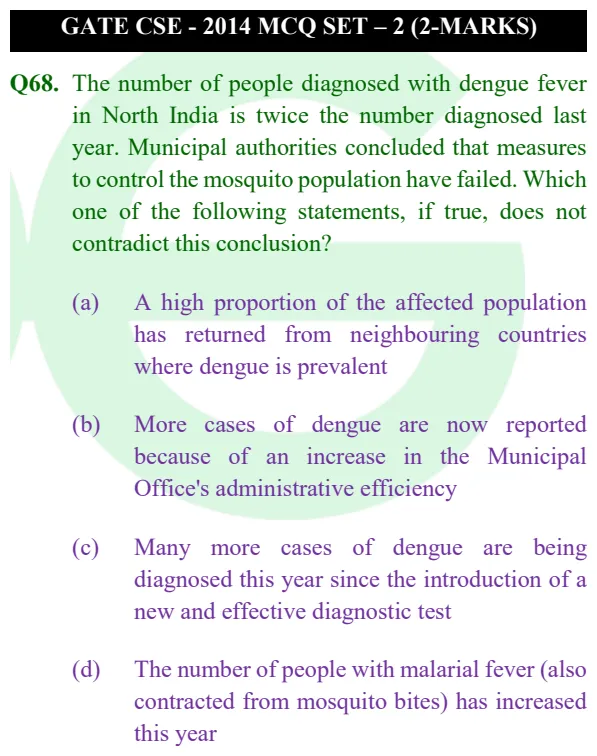 GATE CSE - 2014 MCQ SET – 2 (2-MARKS)
Q68. The number of people diagnosed with dengue fever
in North India is twice the number diagnosed last
year. Municipal authorities concluded that measures
to control the mosquito population have failed. Which
one of the following statements, if true, does not
contradict this conclusion?
(a) A high proportion of the affected population
has returned from neighbouring countries
where dengue is prevalent
(b) More cases of dengue are now reported
because of an increase in the Municipal
Office's administrative efficiency
(c) Many more cases of dengue are being
diagnosed this year since the introduction of a
new and effective diagnostic test
(d) The number of people with malarial fever (also
contracted from mosquito bites) has increased
this year